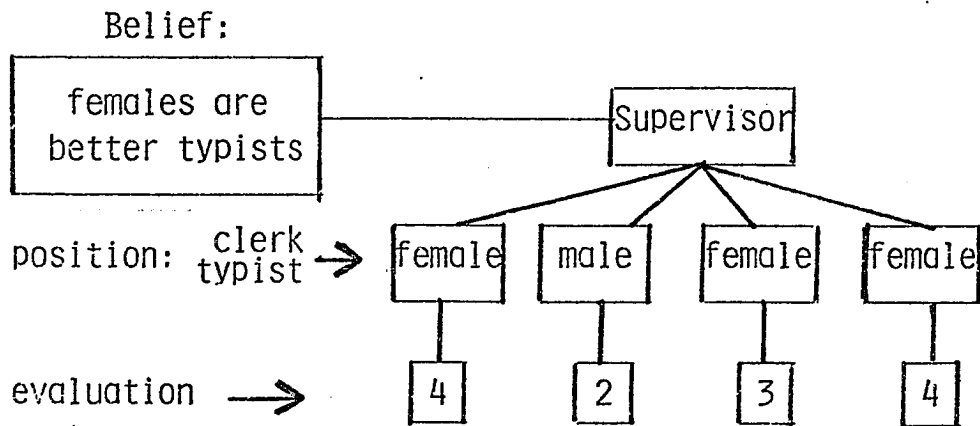 Belief:
females are
better typists
Supervisor
position: clerk
typist
female male female female
evaluation 4 2 3 4